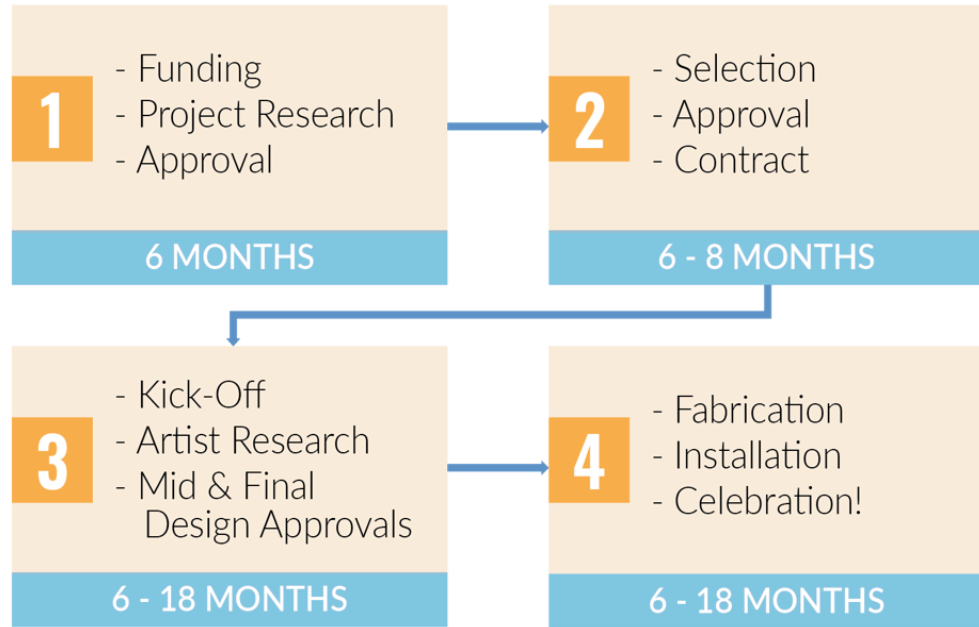 1
- Funding
- Project Research
- Approval
6 MONTHS
2
- Selection
- Approval
- Contract
6 - 8 MONTHS
3
- Kick-Off
- Artist Research
- Mid & Final
Design Approvals
6 - 18 MONTHS
4
- Fabrication
- Installation
- Celebration!
6 - 18 MONTHS